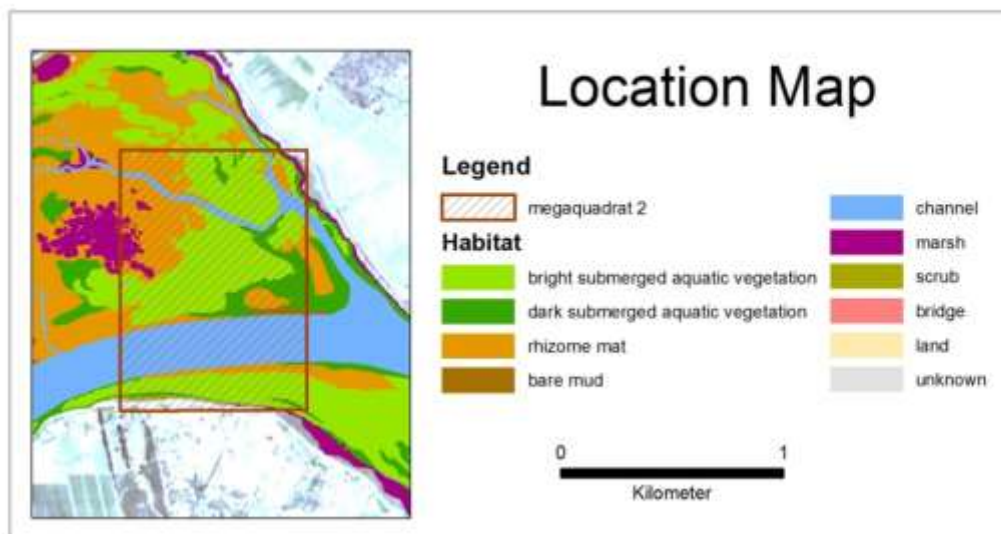 Location Map
Legend
megaquadrat 2
Habitat
bright submerged aquatic vegetation
dark submerged aquatic vegetation
rhizome mat
bare mud
channel
marsh
scrub
bridge
land
unknown
0 1
Kilometer